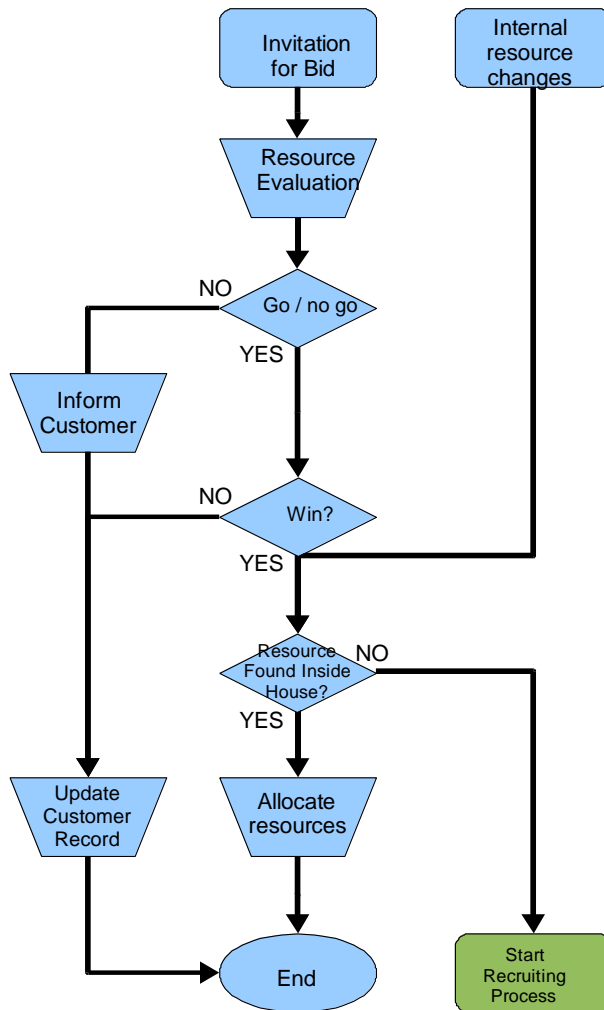 Invitation
for Bid
Internal
resource
changes
Resource
Evaluation
NO
Go / no go
YES
Inform
Customer
NO
Win?
YES
Resource
Found Inside
House?
NO
YES
Update
Customer
Record
Allocate
resources
End
Start
Recruiting
Process